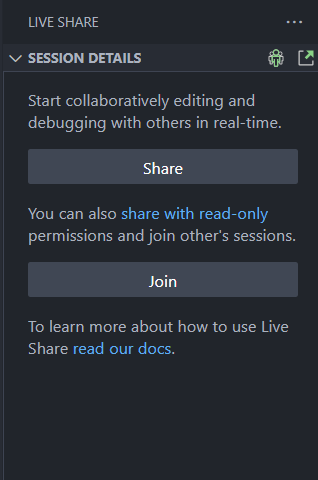 LIVE SHARE
SESSION DETAILS
Start collaboratively editing and
debugging with others in real-time.
Share
You can also share with read-only
permissions and join other's sessions.
Join
To learn more about how to use Live
Share read our docs.